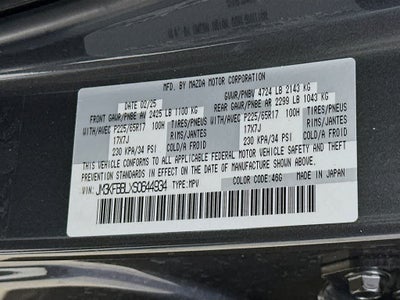 MFD. BY MAZDA MOTOR CORPORATION
DATE 02/25 GVWR/PNBV 4724 LB 2143 KG
FRONT GAWR/PNBE AV 2425 LB 1100 KG REAR GAWR/PNBE AR 2299 LB 1043 KG
WITH/AVEC P225/65R17 100H TIRES/PNEUS WITH/AVEC P225/65R17 100H TIRES/PNEUS
17X7J RIMS/JANTES 17X7J RIMS/JANTES
230 KPA/34 PSI COLD/A FROID 230 KPA/34 PSI COLD/A FROID
THIS VEHICLE CONFORMS TO ALL APPLICABLE FEDERAL MOTOR VEHICLE SAFETY
STANDARDS IN EFFECT ON THE DATE OF MANUFACTURE SHOWN ABOVE.
VIN: JM3KFBBLXS0644934 TYPE:MPV COLOR CODE:46G MADE IN JAPAN